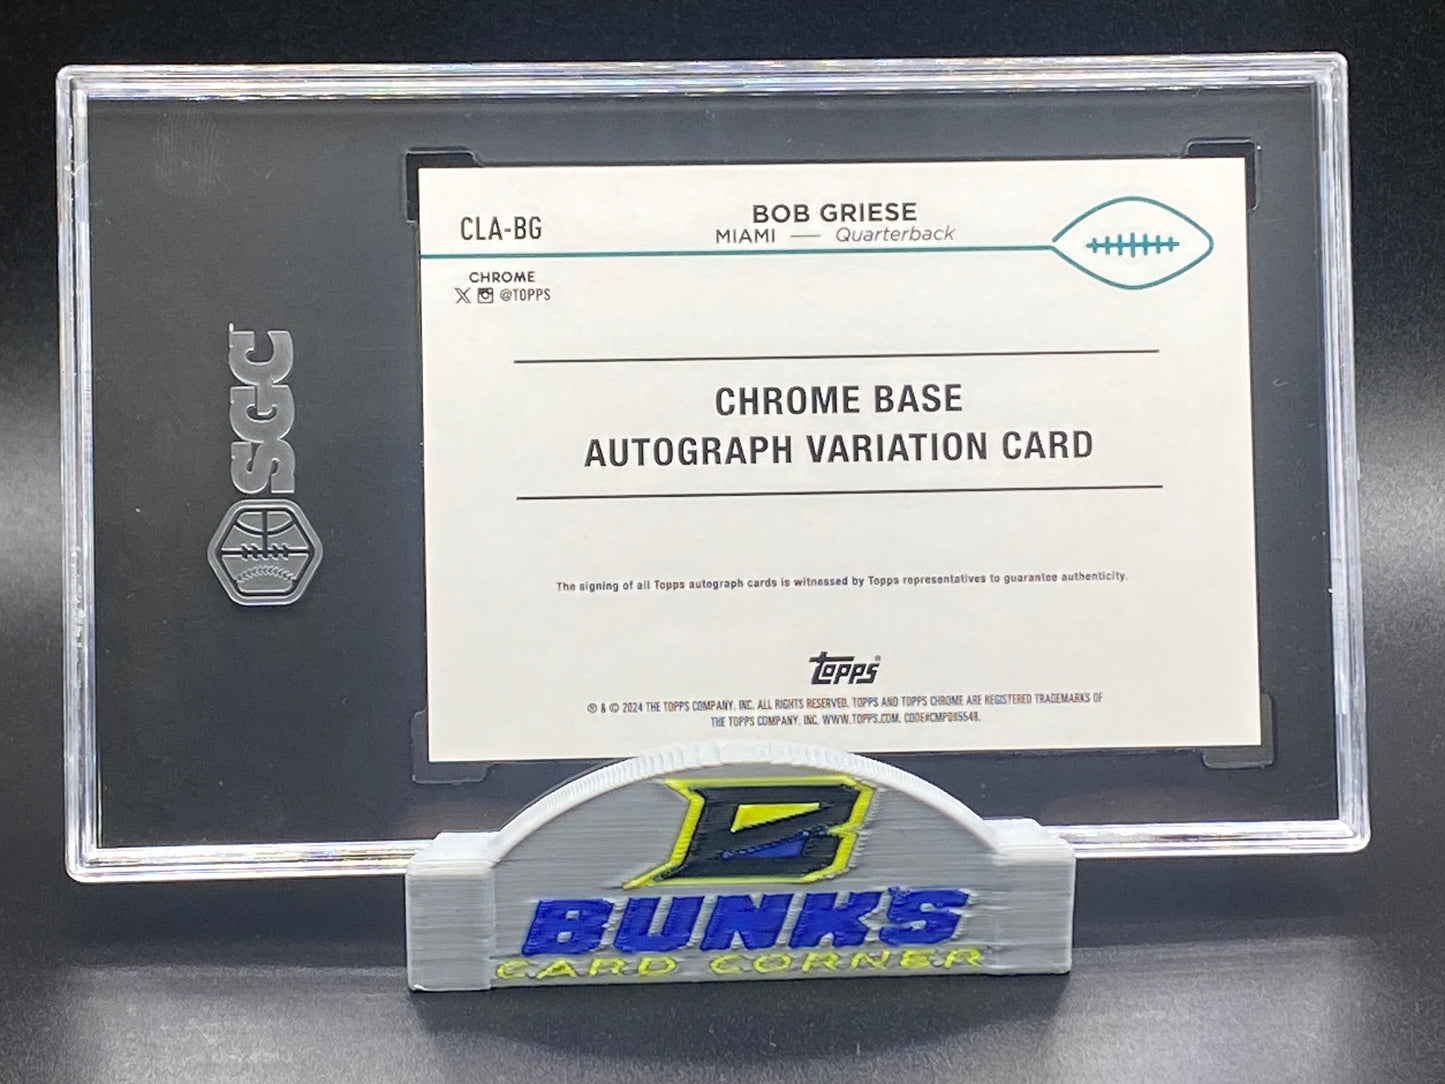 SGC
CLA-BG
BOB GRIESE
MIAMI — Quarterback
CHROME
@TOPPS
CHROME BASE
AUTOGRAPH VARIATION CARD
The signing of all Topps autograph cards is witnessed by Topps representatives to guarantee authenticity.
Topps®
® & © 2024 THE TOPPS COMPANY, INC. ALL RIGHTS RESERVED. TOPPS AND TOPPS CHROME ARE REGISTERED TRADEMARKS OF
THE TOPPS COMPANY, INC. WWW.TOPPS.COM. CODE#CMP085548.
B
BUNK'S
CARD CORNER